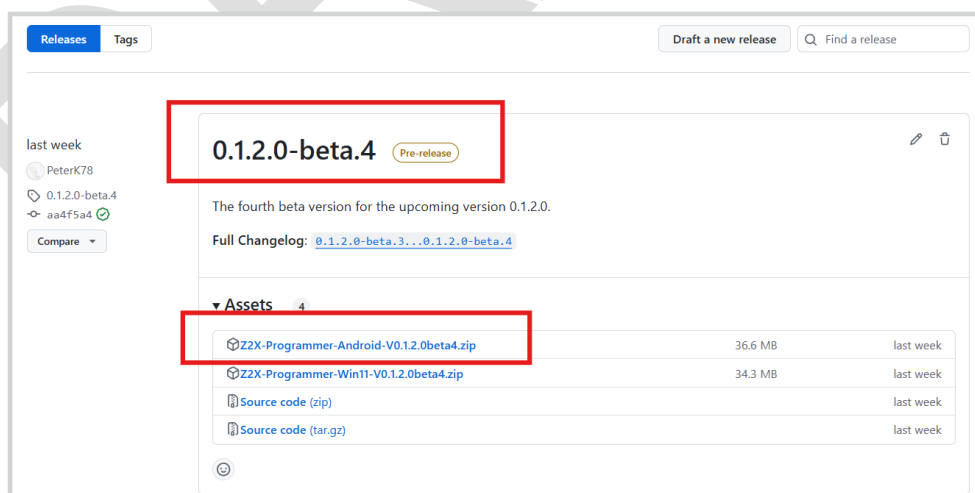 Releases Tags Draft a new release Find a release
last week
PeterK78
0.1.2.0-beta.4
aa4f5a4
Compare
0.1.2.0-beta.4 Pre-release
The fourth beta version for the upcoming version 0.1.2.0.
Full Changelog: 0.1.2.0-beta.3...0.1.2.0-beta.4
Assets 4
Z2X-Programmer-Android-V0.1.2.0beta4.zip 36.6 MB last week
Z2X-Programmer-Win11-V0.1.2.0beta4.zip 34.3 MB last week
Source code (zip) last week
Source code (tar.gz) last week